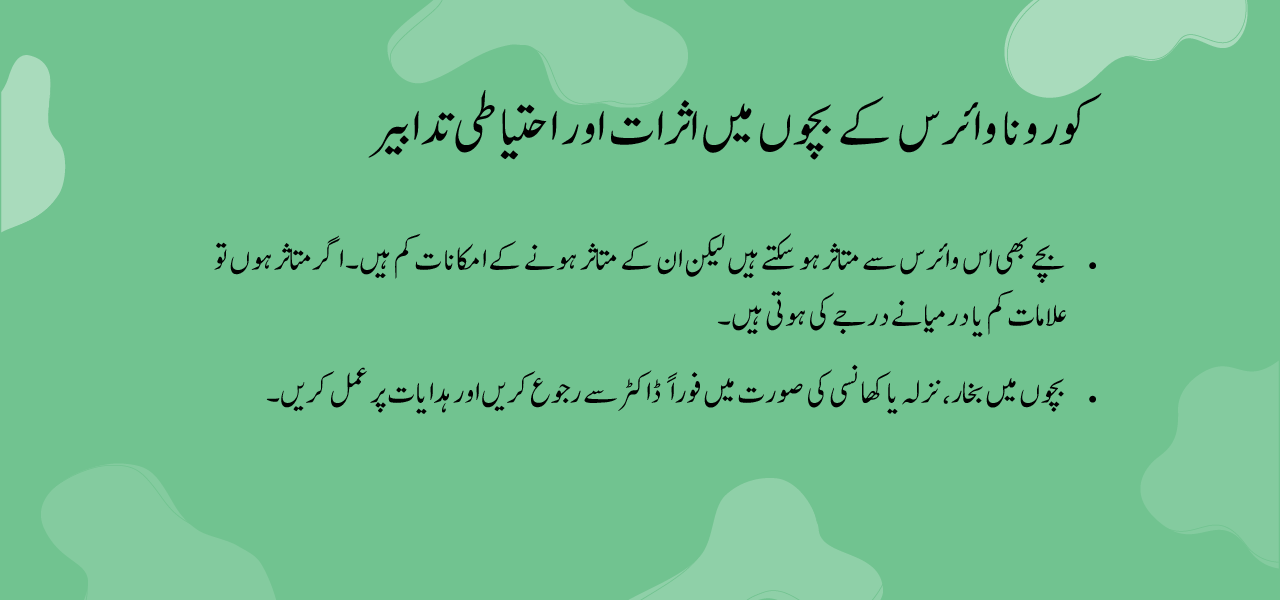 کورونا وائرس کے بچوں میں اثرات اور احتیاطی تدابیر
• بچے بھی اس وائرس سے متاثر ہو سکتے ہیں لیکن ان کے متاثر ہونے کے امکانات کم ہیں۔ اگر متاثر ہوں تو
علامات کم یا درمیانے درجے کی ہوتی ہیں۔
• بچوں میں بخار، نزلہ یا کھانسی کی صورت میں فوراً ڈاکٹر سے رجوع کریں اور ہدایات پر عمل کریں۔